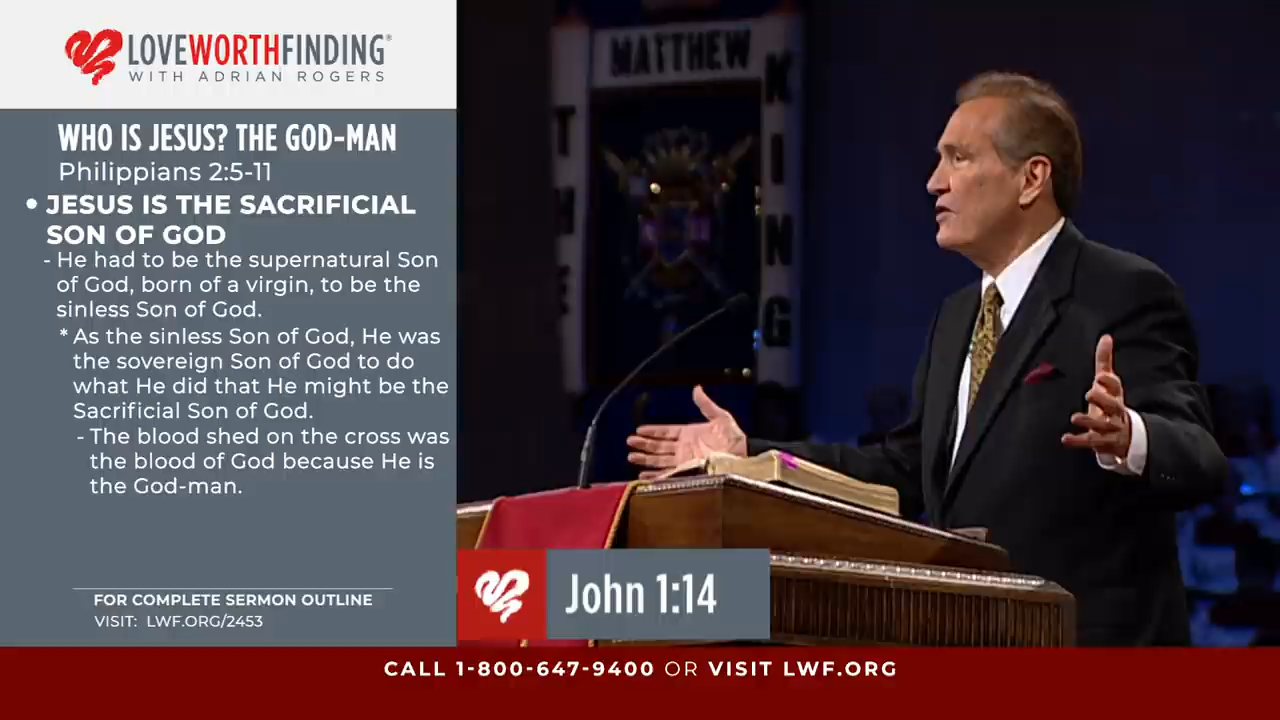 LOVEWORTHFINDING®
WITH ADRIAN ROGERS
WHO IS JESUS? THE GOD-MAN
Philippians 2:5-11
• JESUS IS THE SACRIFICIAL
SON OF GOD
- He had to be the supernatural Son
of God, born of a virgin, to be the
sinless Son of God.
* As the sinless Son of God, He was
the sovereign Son of God to do
what He did that He might be the
Sacrificial Son of God.
- The blood shed on the cross was
the blood of God because He is
the God-man.
FOR COMPLETE SERMON OUTLINE
VISIT: LWF.ORG/2453
MATTHEW
THE
KING
John 1:14
CALL 1-800-647-9400 OR VISIT LWF.ORG